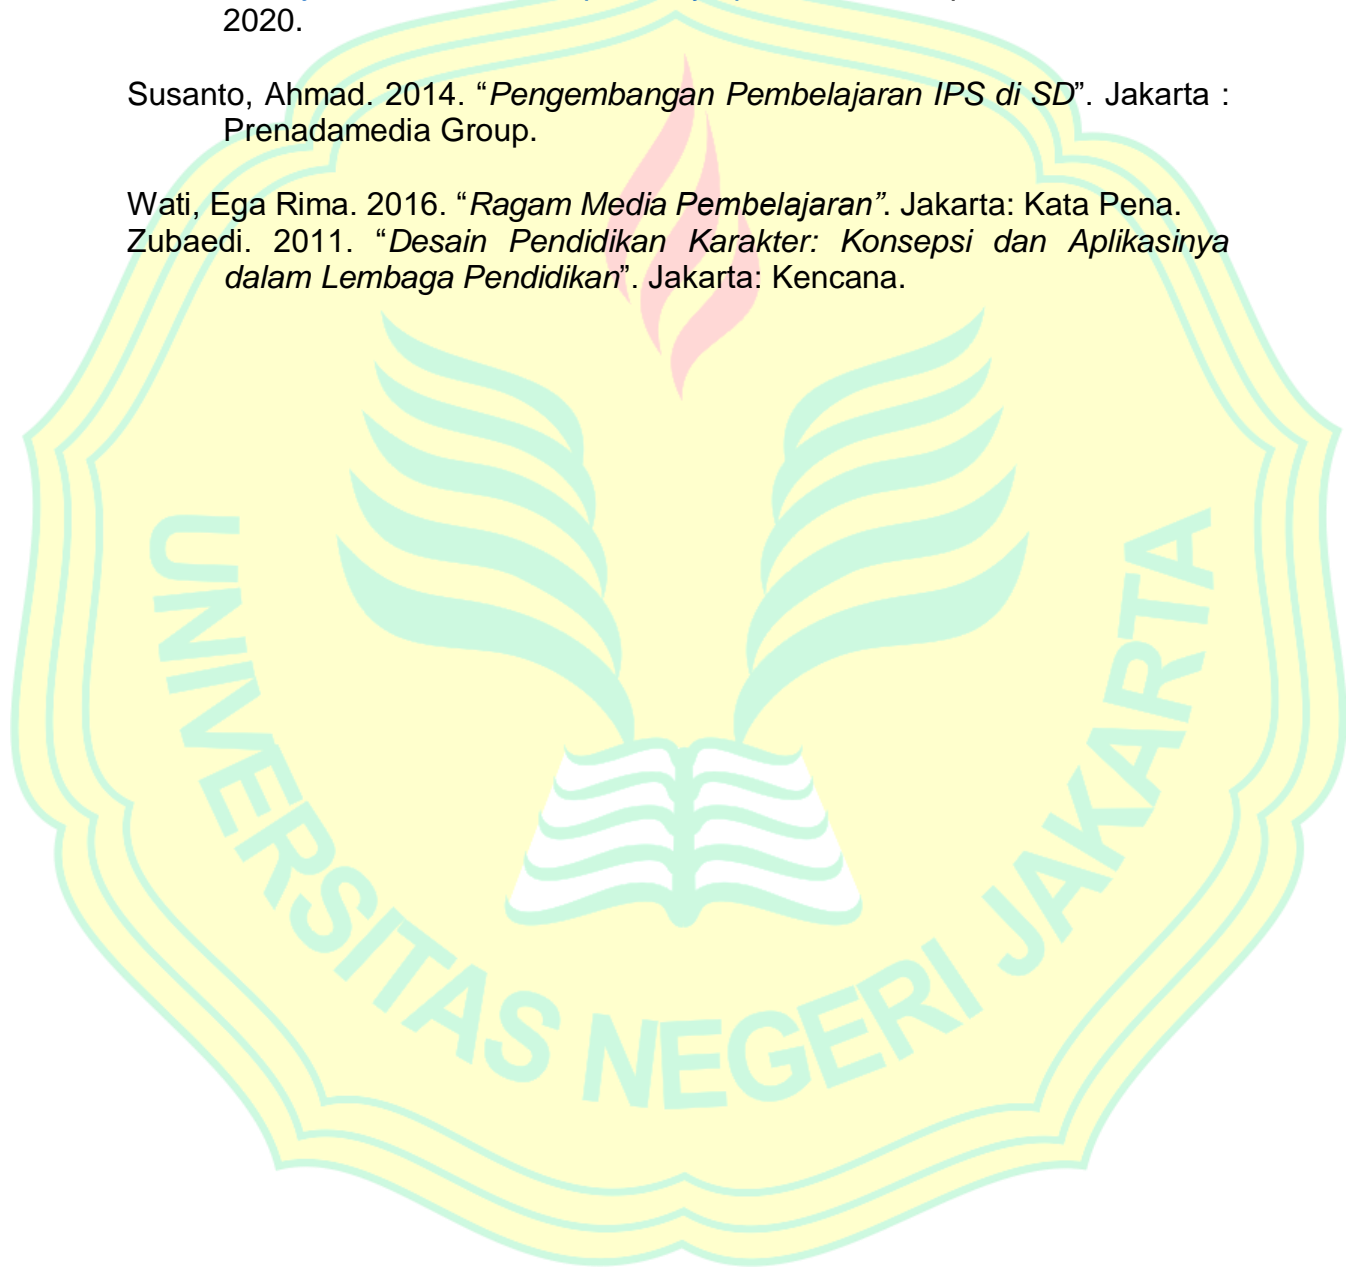 2020.
Susanto, Ahmad. 2014. “Pengembangan Pembelajaran IPS di SD”. Jakarta :
Prenadamedia Group.
Wati, Ega Rima. 2016. “Ragam Media Pembelajaran”. Jakarta: Kata Pena.
Zubaedi. 2011. “Desain Pendidikan Karakter: Konsepsi dan Aplikasinya
dalam Lembaga Pendidikan”. Jakarta: Kencana.
UNIVERSITAS NEGERI JAKARTA